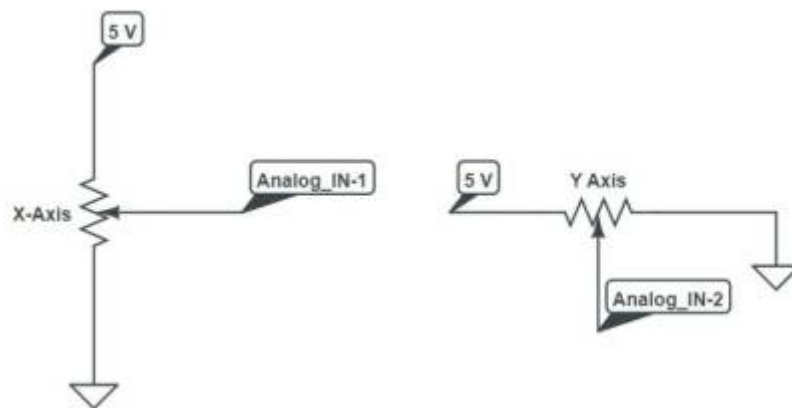 5 V
X-Axis
Analog_IN-1
5 V
Y Axis
Analog_IN-2